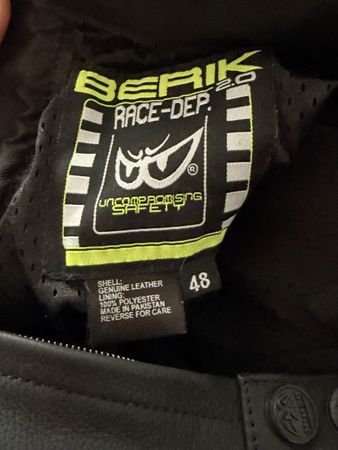 BERIK
2.0
RACE-DEP.
®
UNCOMPROMISING
SAFETY
SHELL:
GENUINE LEATHER
LINING:
100% POLYESTER
MADE IN PAKISTAN
REVERSE FOR CARE
48